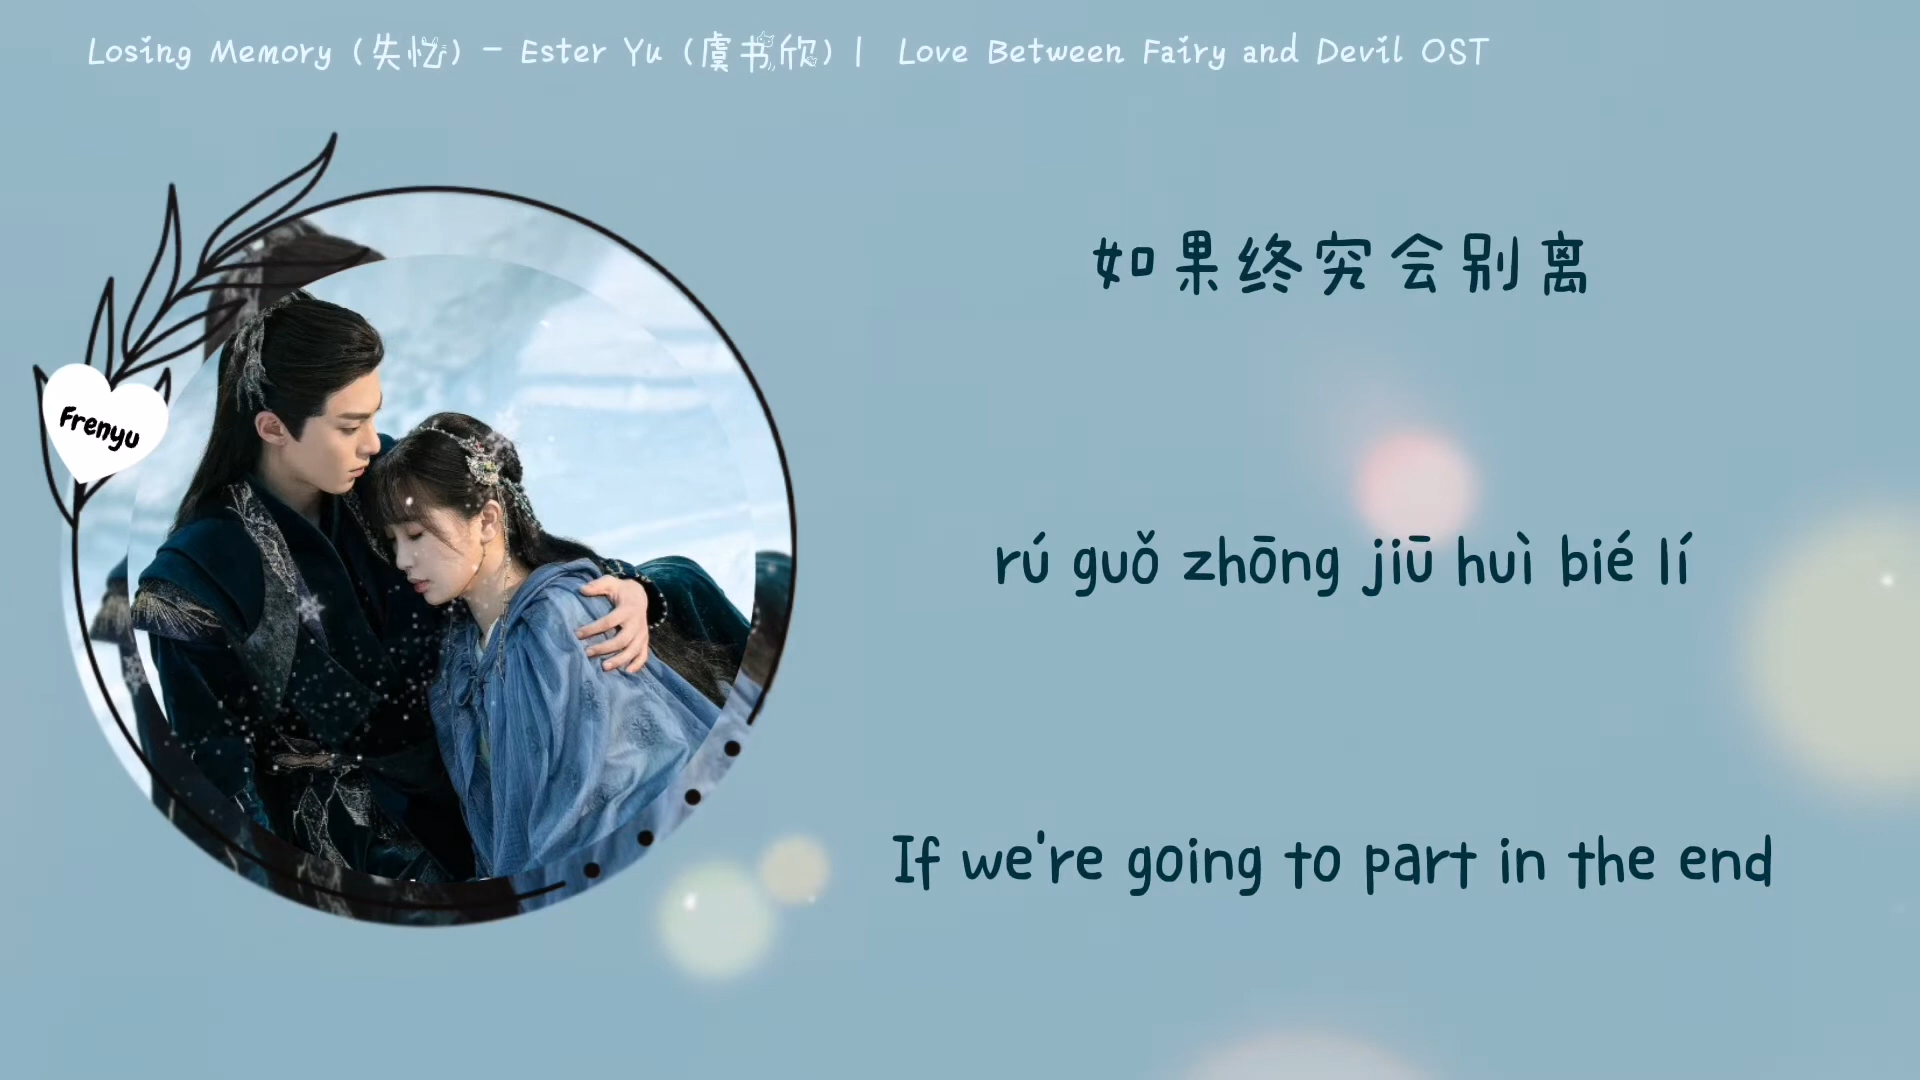 Losing Memory (失忆) - Ester Yu (虞书欣) | Love Between Fairy and Devil OST
Frenyu
如果终究会别离
rú guǒ zhōng jiū huì bié lí
If we're going to part in the end